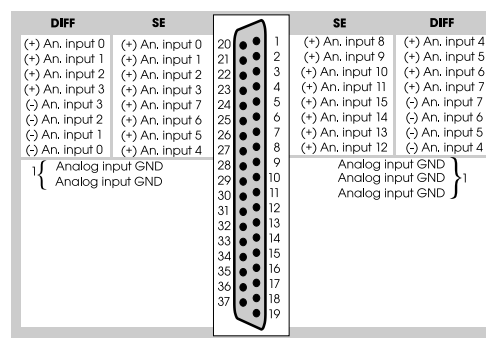 DIFF SE SE DIFF
(+) An. input 0 (+) An. input 0 20 1 (+) An. input 8 (+) An. input 4
(+) An. input 1 (+) An. input 1 21 2 (+) An. input 9 (+) An. input 5
(+) An. input 2 (+) An. input 2 22 3 (+) An. input 10 (+) An. input 6
(+) An. input 3 (+) An. input 3 23 4 (+) An. input 11 (+) An. input 7
(-) An. input 3 (+) An. input 7 24 5 (+) An. input 15 (-) An. input 7
(-) An. input 2 (+) An. input 6 25 6 (+) An. input 14 (-) An. input 6
(-) An. input 1 (+) An. input 5 26 7 (+) An. input 13 (-) An. input 5
(-) An. input 0 (+) An. input 4 27 8 (+) An. input 12 (-) An. input 4
1{ Analog input GND 28 9 Analog input GND
Analog input GND 29 10 Analog input GND }1
30 11 Analog input GND
31 12
32 13
33 14
34 15
35 16
36 17
37 18
19